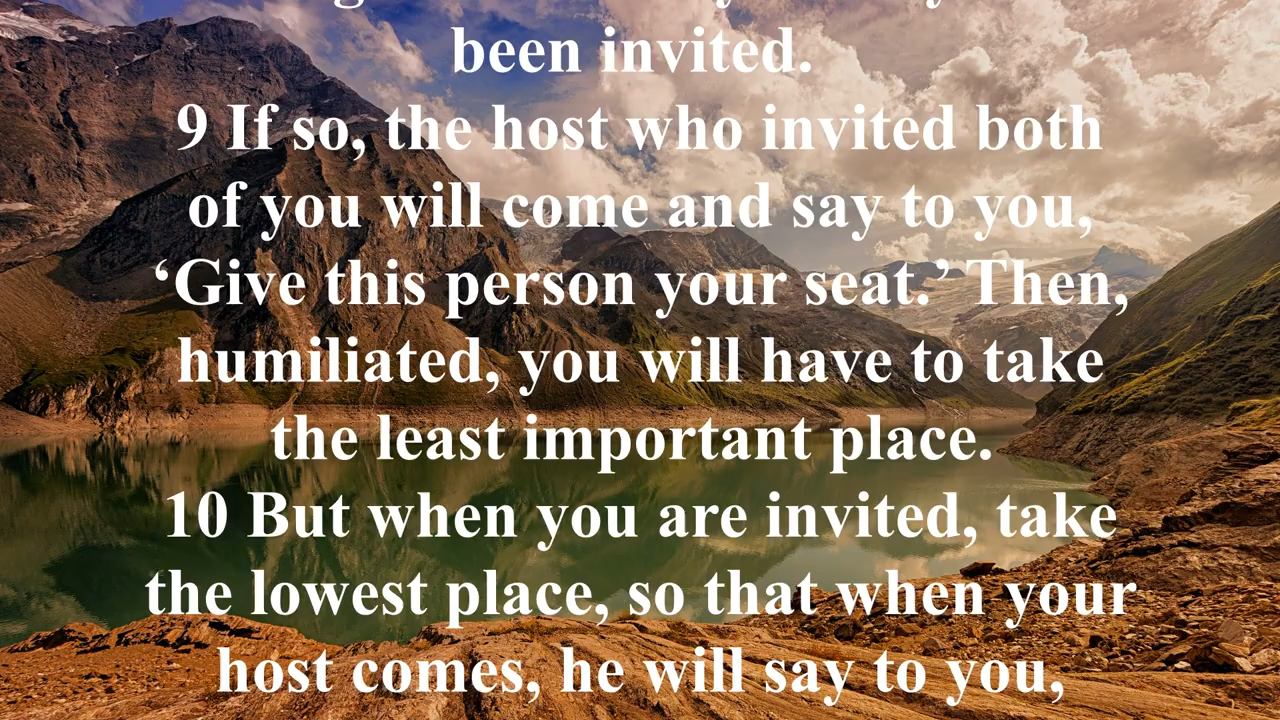 been invited.
9 If so, the host who invited both
of you will come and say to you,
‘Give this person your seat.’ Then,
humiliated, you will have to take
the least important place.
10 But when you are invited, take
the lowest place, so that when your
host comes, he will say to you,